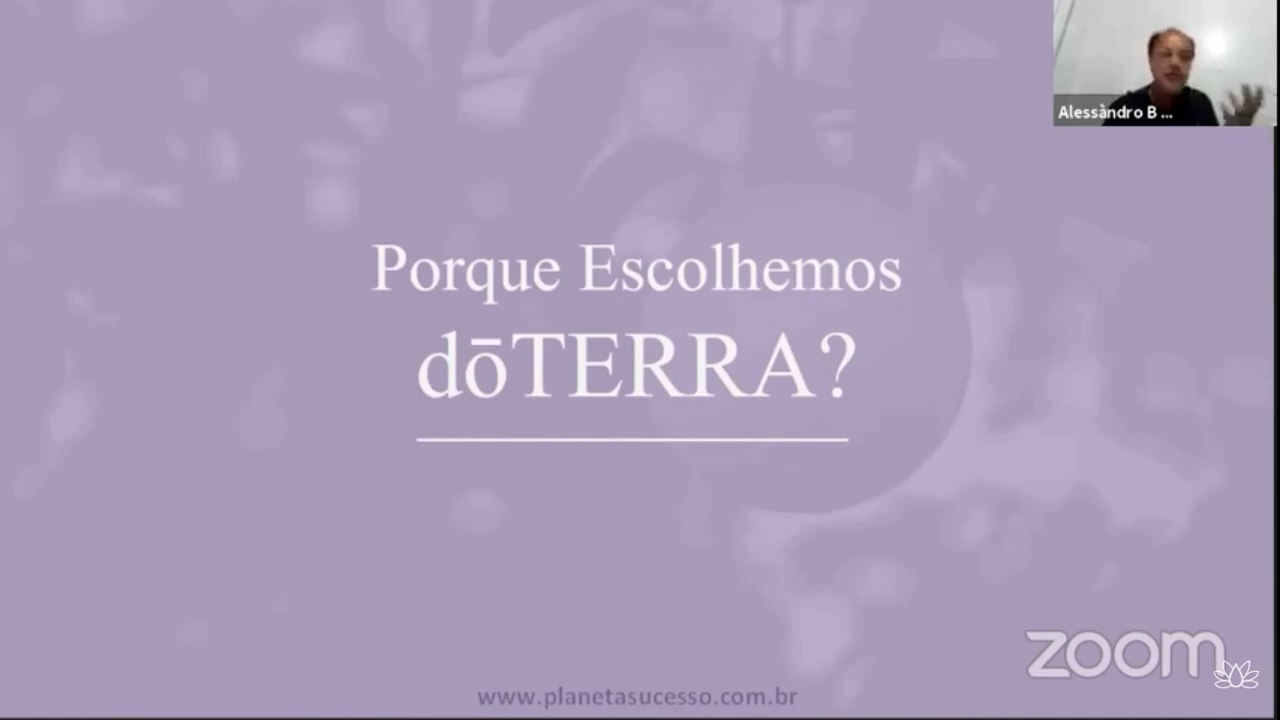 Alessàndro B ...
Porque Escolhemos
dōTERRA?
zoom
www.planetasucesso.com.br